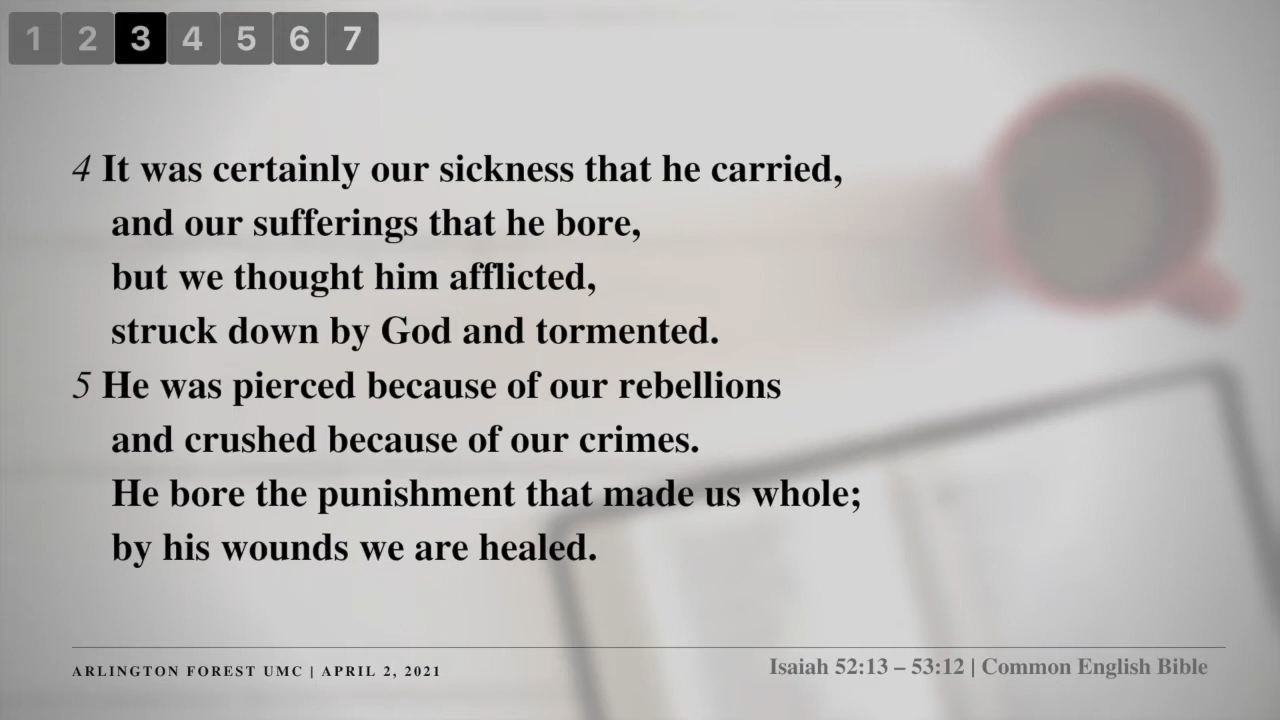 1 2 3 4 5 6 7
4 It was certainly our sickness that he carried,
and our sufferings that he bore,
but we thought him afflicted,
struck down by God and tormented.
5 He was pierced because of our rebellions
and crushed because of our crimes.
He bore the punishment that made us whole;
by his wounds we are healed.
ARLINGTON FOREST UMC | APRIL 2, 2021
Isaiah 52:13 – 53:12 | Common English Bible